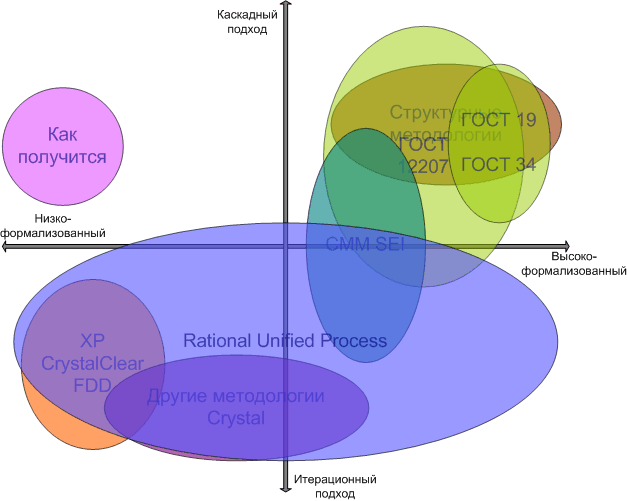 Каскадный
подход
Как
получится
Структурные
методологии
ГОСТ 19
ГОСТ
12207
ГОСТ 34
Низко-
формализованный
CMM SEI
Высоко-
формализованный
XP
CrystalClear
FDD
Rational Unified Process
Другие методологии
Crystal
Итерационный
подход